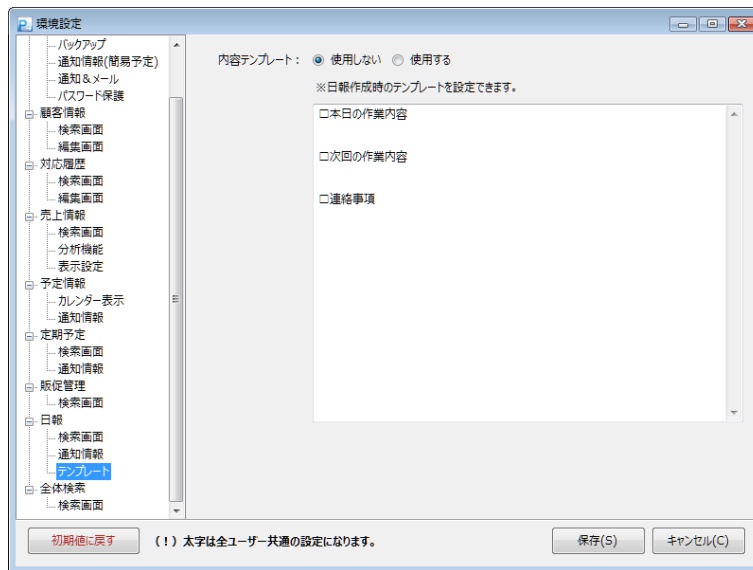 環境設定
バックアップ
通知情報(簡易予定)
通知&メール
パスワード保護
顧客情報
検索画面
編集画面
対応履歴
検索画面
編集画面
売上情報
検索画面
分析機能
表示設定
予定情報
カレンダー表示
通知情報
定期予定
検索画面
通知情報
販促管理
検索画面
日報
検索画面
通知情報
テンプレート
全体検索
検索画面
内容テンプレート: 使用しない 使用する
※日報作成時のテンプレートを設定できます。
□本日の作業内容
□次回の作業内容
□連絡事項
初期値に戻す (!)太字は全ユーザー共通の設定になります。 保存(S) キャンセル(C)